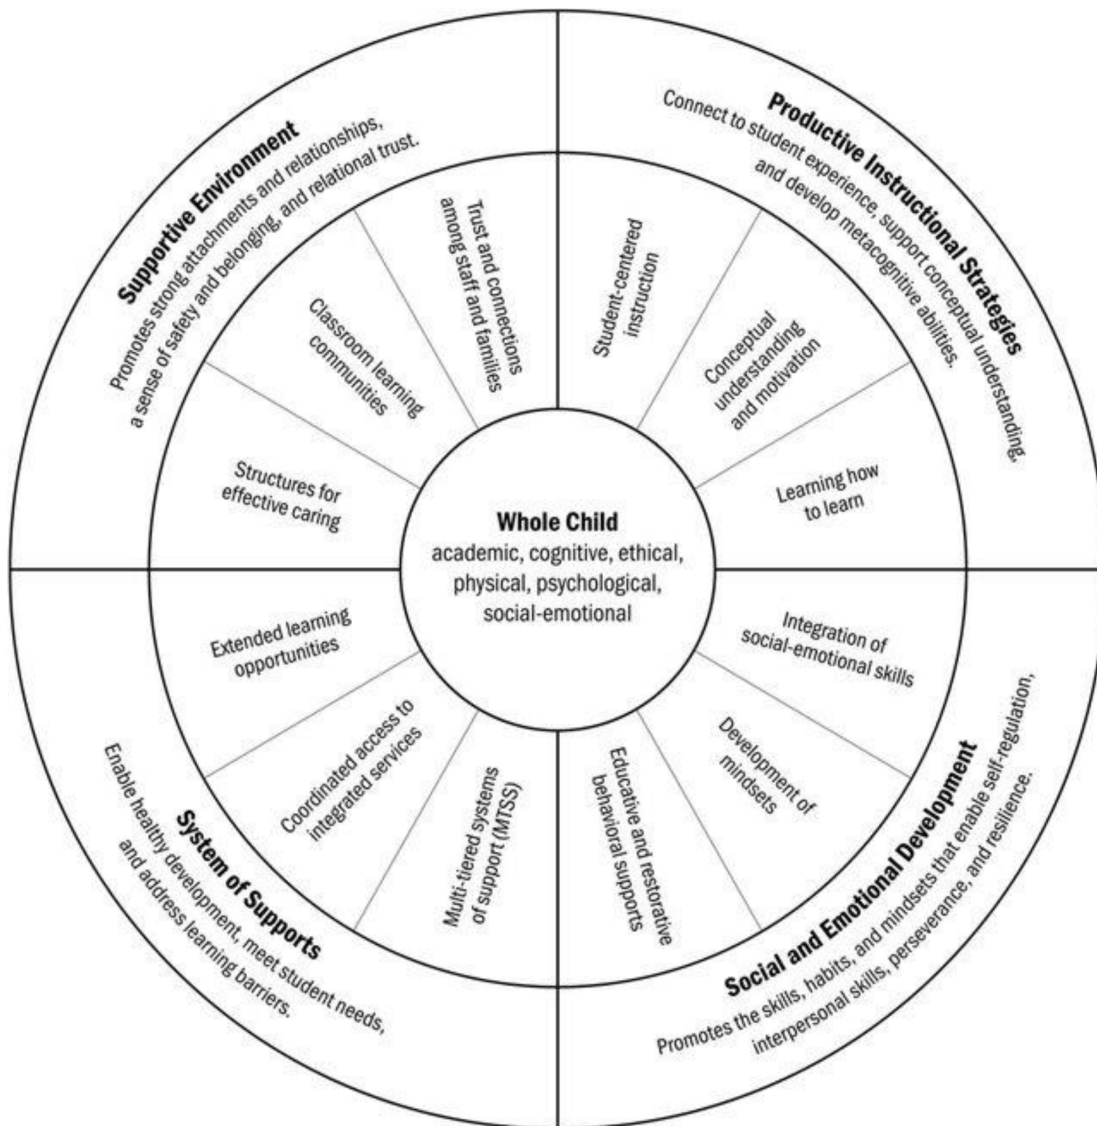 Supportive Environment
Promotes strong attachments and relationships,
a sense of safety and belonging, and relational trust.
Productive Instructional Strategies
Connect to student experience, support conceptual understanding,
and develop metacognitive abilities.
Trust and connections
among staff and families
Classroom learning
communities
Structures for
effective caring
Student-centered
instruction
Conceptual
understanding
and motivation
Learning how
to learn
Whole Child
academic, cognitive, ethical,
physical, psychological,
social-emotional
Extended learning
opportunities
Coordinated access to
integrated services
Multi-tiered systems
of support (MTSS)
Integration of
social-emotional skills
Development of
mindsets
Educative and restorative
behavioral supports
System of Supports
Enable healthy development, meet student needs,
and address learning barriers.
Social and Emotional Development
Promotes the skills, habits, and mindsets that enable self-regulation,
interpersonal skills, perseverance, and resilience.